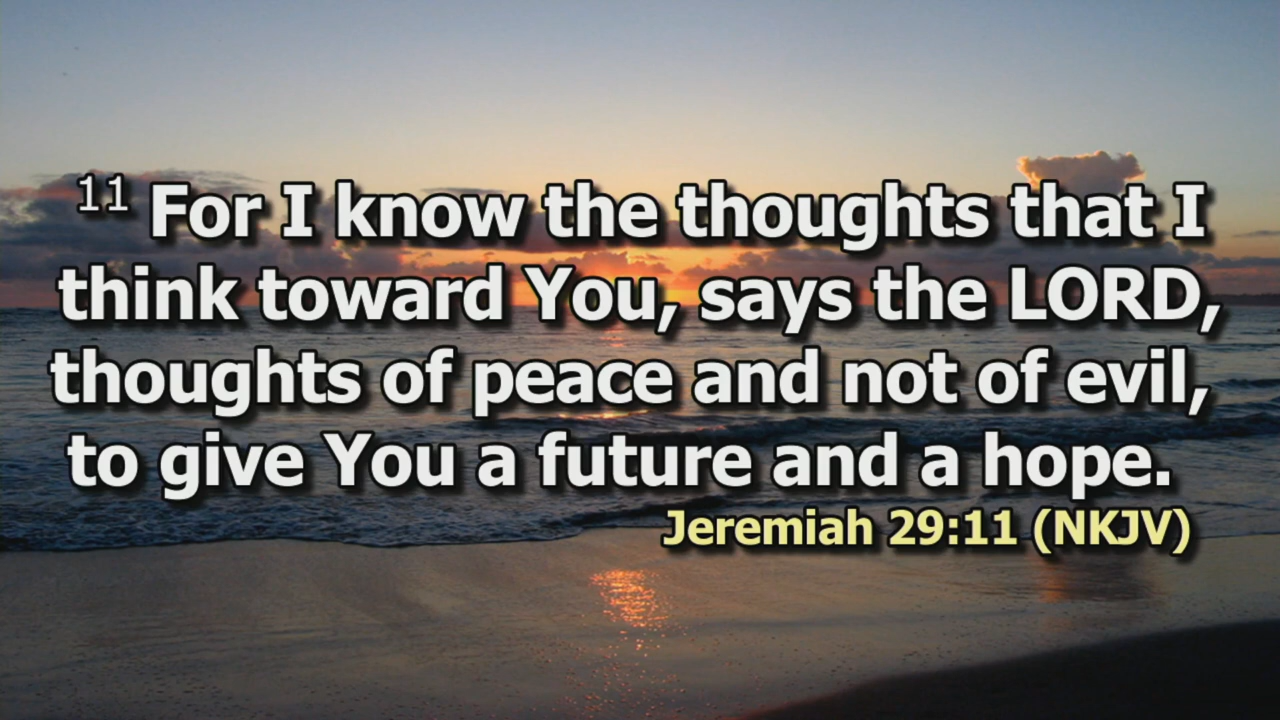 11 For I know the thoughts that I
think toward You, says the LORD,
thoughts of peace and not of evil,
to give You a future and a hope.
Jeremiah 29:11 (NKJV)